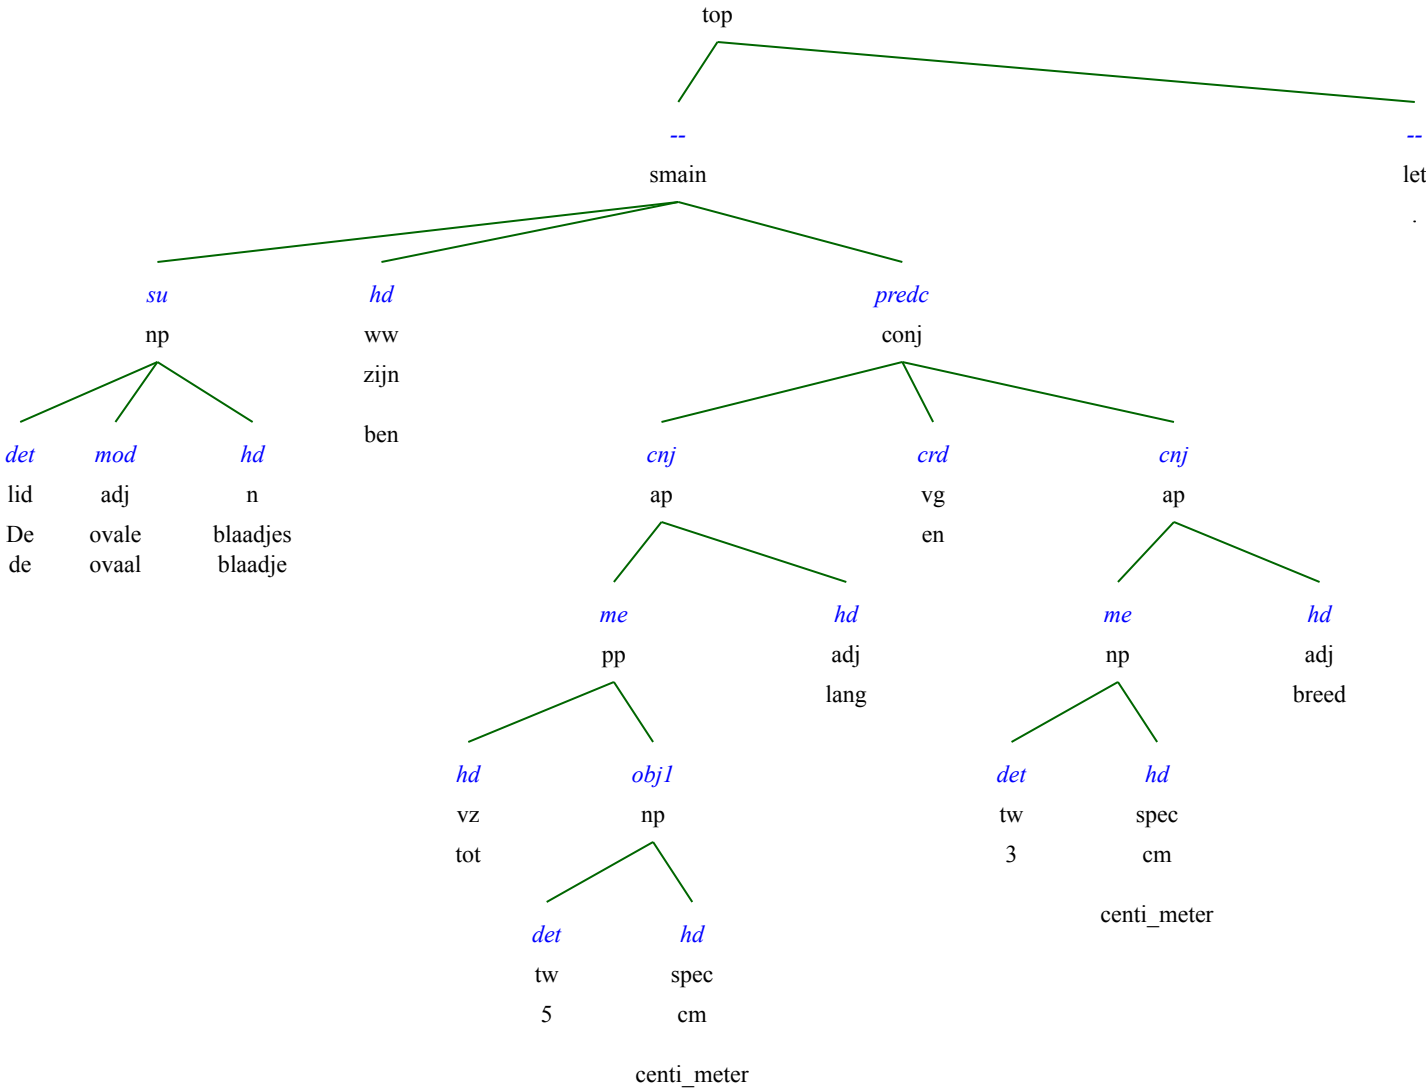 top
-- --
smain let
.
su hd predc
np ww conj
zijn
ben
det mod hd cnj crd cnj
lid adj n ap vg ap
De ovale blaadjes en
de ovaal blaadje
me hd me hd
pp adj np adj
lang breed
hd obj1 det hd
vz np tw spec
tot 3 cm
centi_meter
det hd
tw spec
5 cm
centi_meter